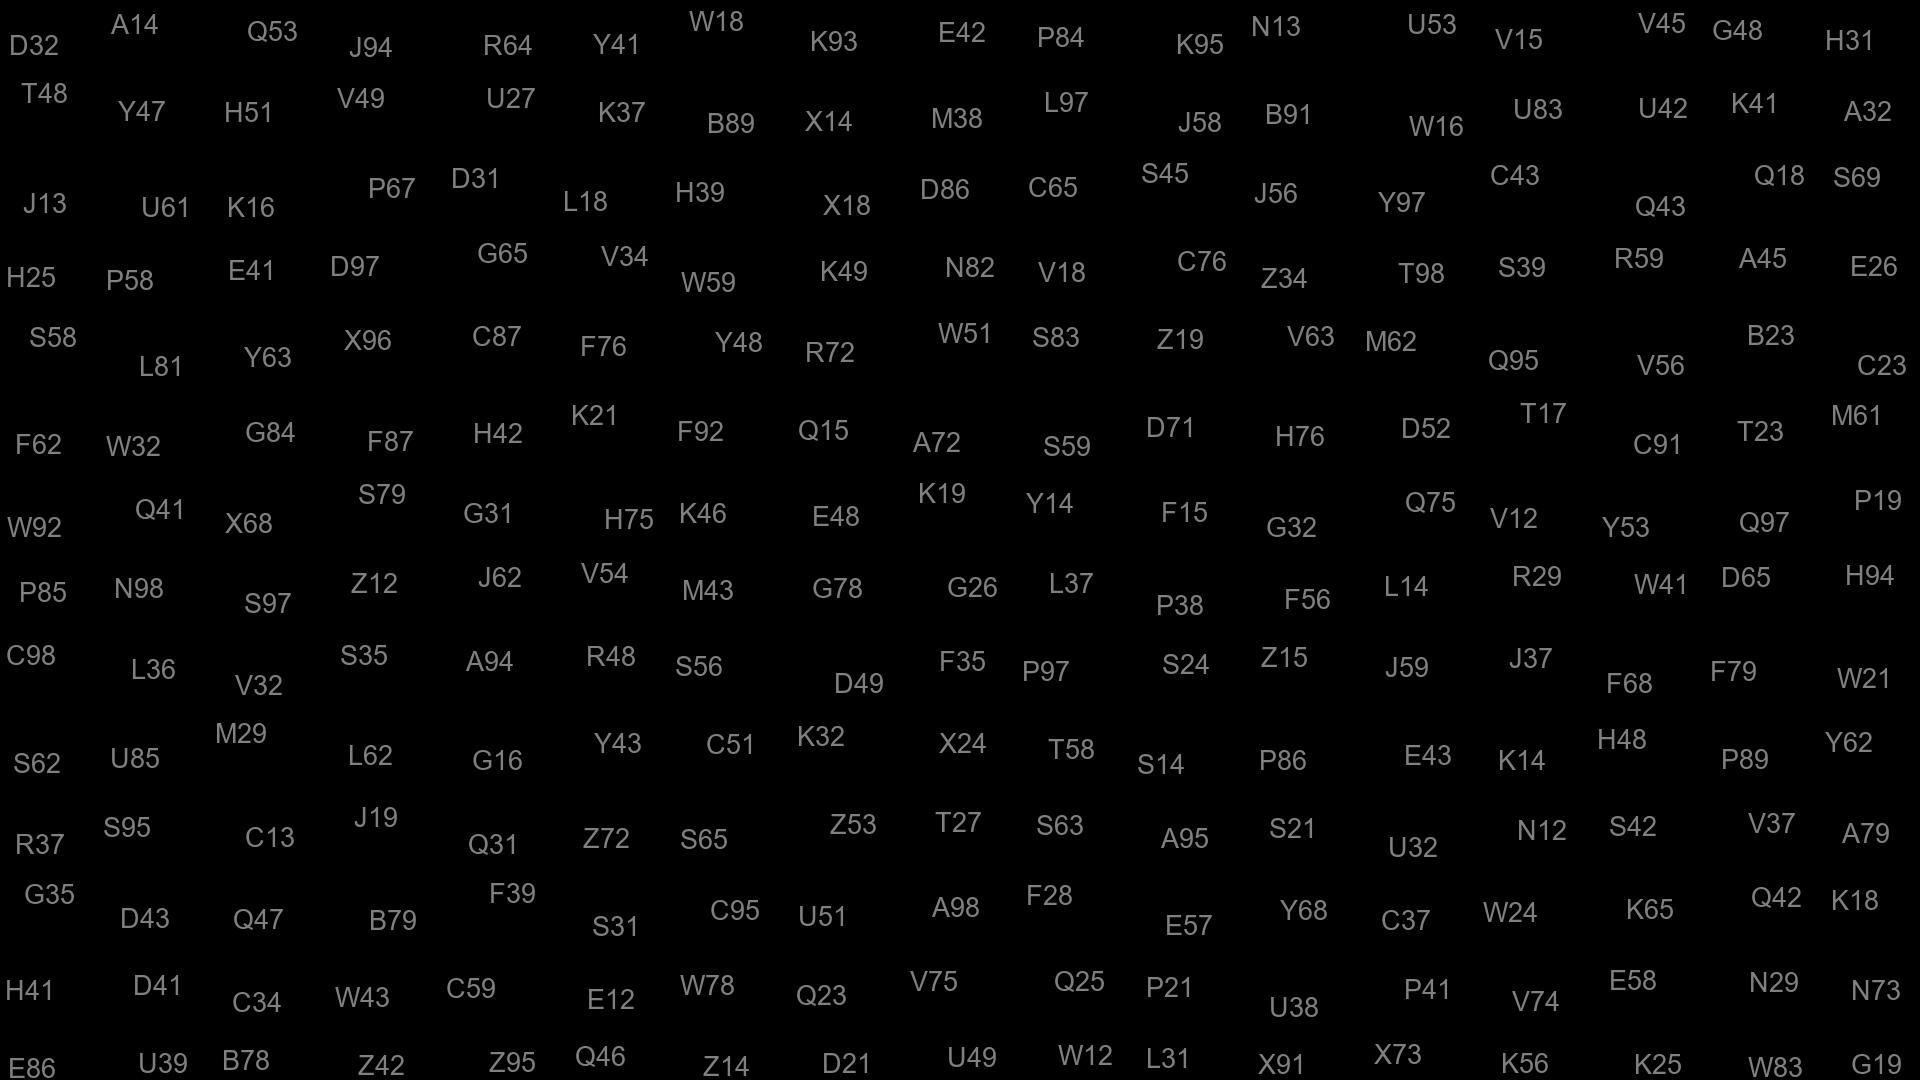 D32 A14 Q53 J94 R64 Y41 W18 K93 E42 P84 K95 N13 U53 V15 V45 G48 H31
T48 Y47 H51 V49 U27 K37 B89 X14 M38 L97 J58 B91 W16 U83 U42 K41 A32
J13 U61 K16 P67 D31 L18 H39 X18 D86 C65 S45 J56 Y97 C43 Q43 Q18 S69
H25 P58 E41 D97 G65 V34 W59 K49 N82 V18 C76 Z34 T98 S39 R59 A45 E26
S58 L81 Y63 X96 C87 F76 Y48 R72 W51 S83 Z19 V63 M62 Q95 V56 B23 C23
F62 W32 G84 F87 H42 K21 F92 Q15 A72 S59 D71 H76 D52 T17 C91 T23 M61
W92 Q41 X68 S79 G31 H75 K46 E48 K19 Y14 F15 G32 Q75 V12 Y53 Q97 P19
P85 N98 S97 Z12 J62 V54 M43 G78 G26 L37 P38 F56 L14 R29 W41 D65 H94
C98 L36 V32 S35 A94 R48 S56 D49 F35 P97 S24 Z15 J59 J37 F68 F79 W21
S62 U85 M29 L62 G16 Y43 C51 K32 X24 T58 S14 P86 E43 K14 H48 P89 Y62
R37 S95 C13 J19 Q31 Z72 S65 Z53 T27 S63 A95 S21 U32 N12 S42 V37 A79
G35 D43 Q47 B79 F39 S31 C95 U51 A98 F28 E57 Y68 C37 W24 K65 Q42 K18
H41 D41 C34 W43 C59 E12 W78 Q23 V75 Q25 P21 U38 P41 V74 E58 N29 N73
E86 U39 B78 Z42 Z95 Q46 Z14 D21 U49 W12 L31 X91 X73 K56 K25 W83 G19